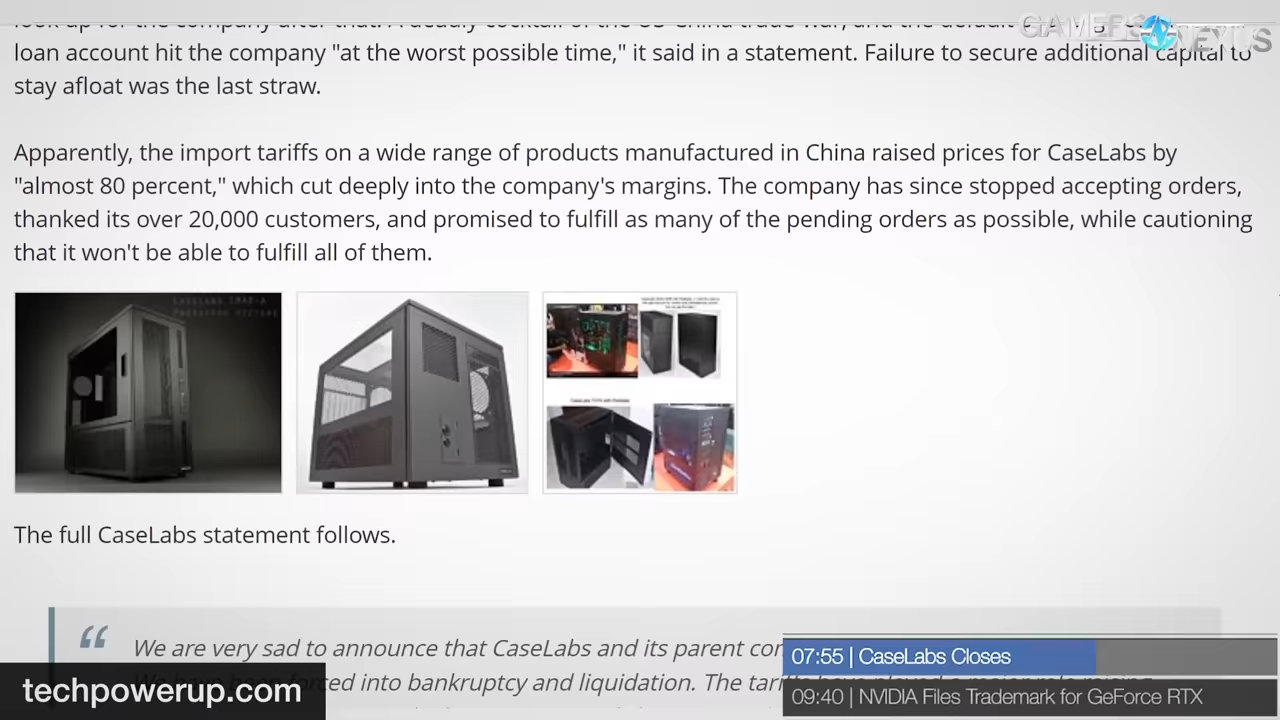 loan account hit the company "at the worst possible time," it said in a statement. Failure to secure additional capital to
stay afloat was the last straw.
Apparently, the import tariffs on a wide range of products manufactured in China raised prices for CaseLabs by
"almost 80 percent," which cut deeply into the company's margins. The company has since stopped accepting orders,
thanked its over 20,000 customers, and promised to fulfill as many of the pending orders as possible, while cautioning
that it won't be able to fulfill all of them.
The full CaseLabs statement follows.
“ We are very sad to announce that CaseLabs and its parent
forced into bankruptcy and liquidation. The
GAMERS NEXUS
techpowerup.com
07:55 | CaseLabs Closes
09:40 | NVIDIA Files Trademark for GeForce RTX